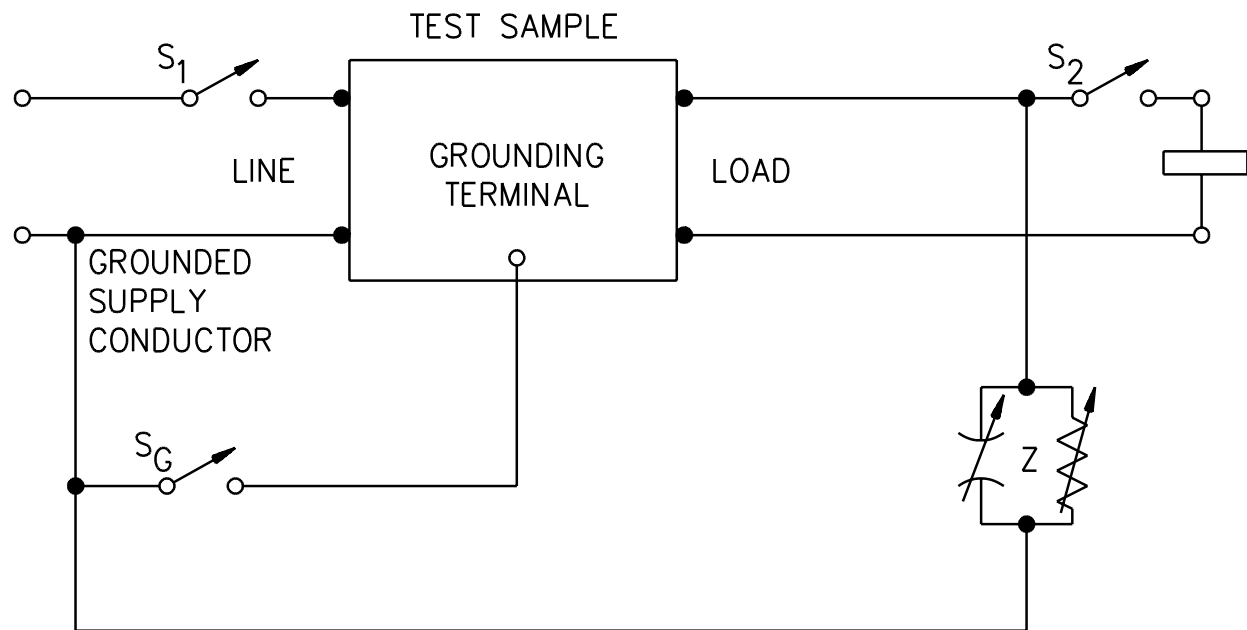 TEST SAMPLE
S1
S2
LINE
GROUNDING
TERMINAL
LOAD
GROUNDED
SUPPLY
CONDUCTOR
SG
Z